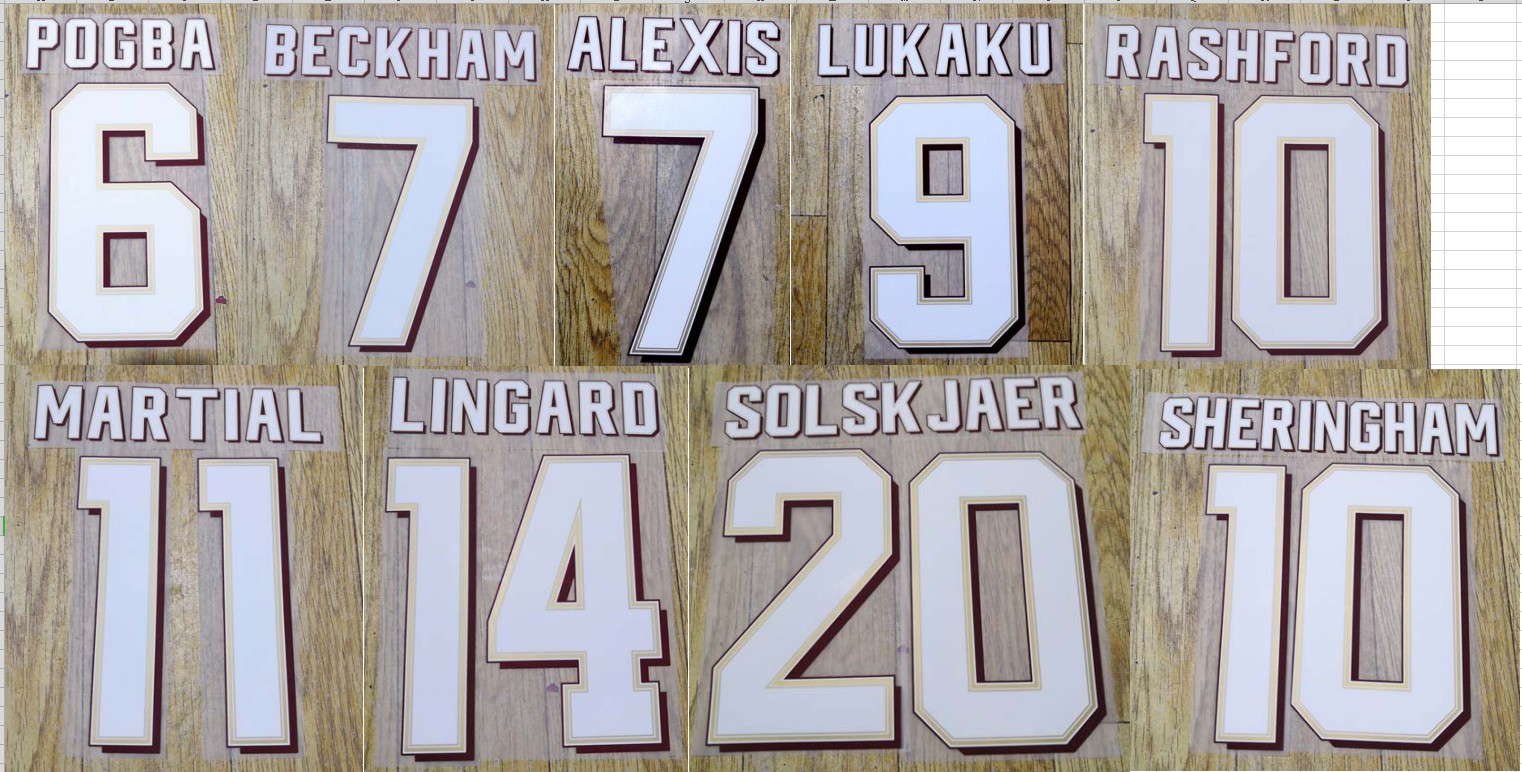 POGBA
6
BECKHAM
7
ALEXIS
7
LUKAKU
9
RASHFORD
10
MARTIAL
11
LINGARD
14
SOLSKJAER
20
SHERINGHAM
10